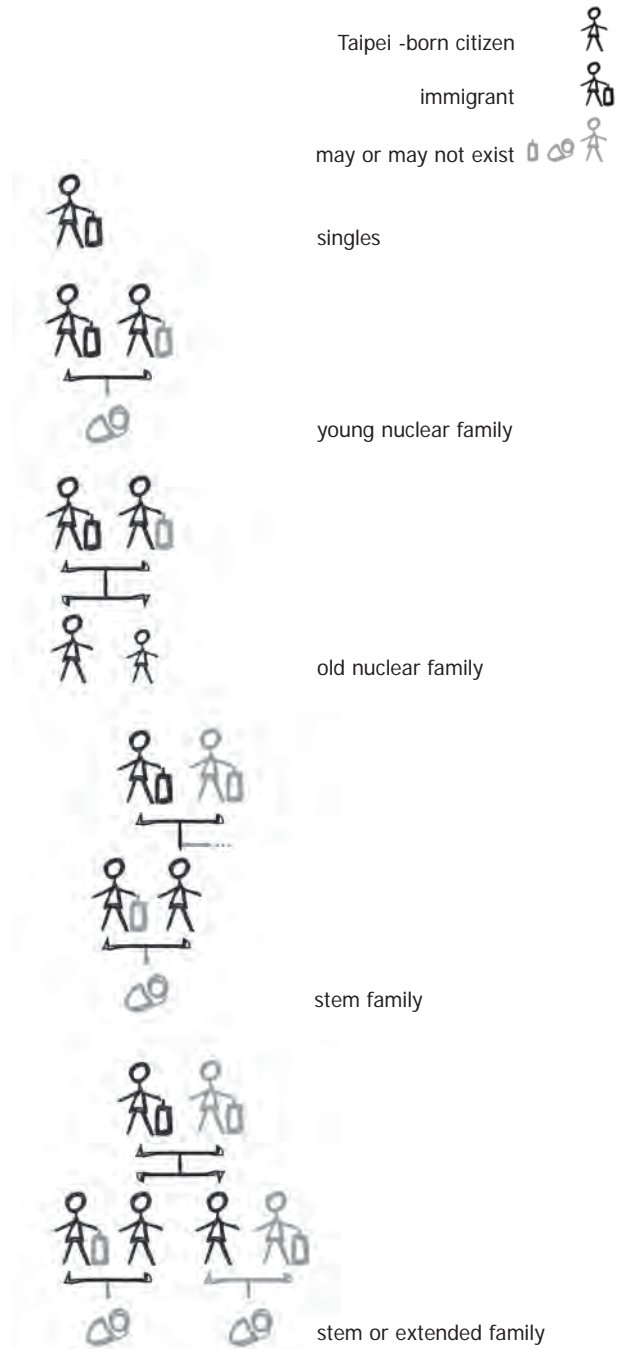 Taipei -born citizen
immigrant
may or may not exist
singles
young nuclear family
old nuclear family
stem family
stem or extended family